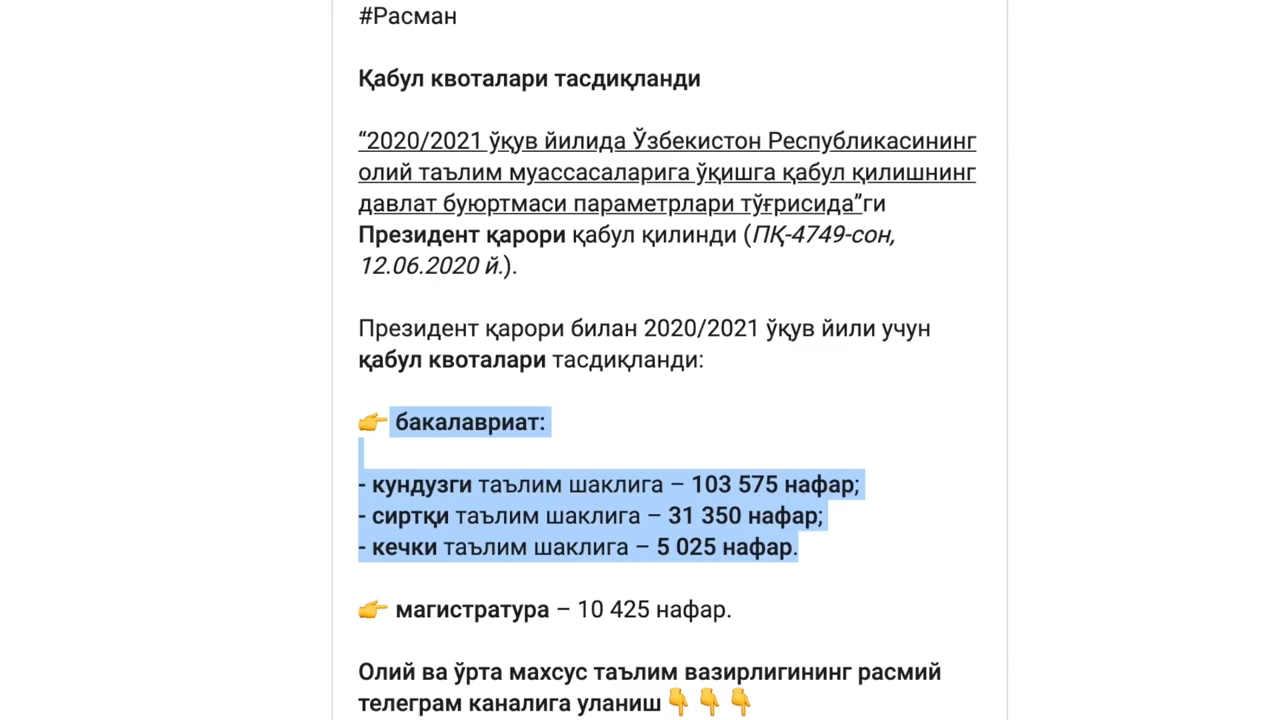 #Расман
Қабул квоталари тасдиқланди
“2020/2021 ўқув йилида Ўзбекистон Республикасининг
олий таълим муассасаларига ўқишга қабул қилишнинг
давлат буюртмаси параметрлари тўғрисида”ги
Президент қарори қабул қилинди (ПҚ-4749-сон,
12.06.2020 й.).
Президент қарори билан 2020/2021 ўқув йили учун
қабул квоталари тасдиқланди:
👉 бакалавриат:
- кундузги таълим шаклига – 103 575 нафар;
- сиртқи таълим шаклига – 31 350 нафар;
- кечки таълим шаклига – 5 025 нафар.
👉 магистратура – 10 425 нафар.
Олий ва ўрта махсус таълим вазирлигининг расмий
телеграм каналига уланиш 👇👇👇